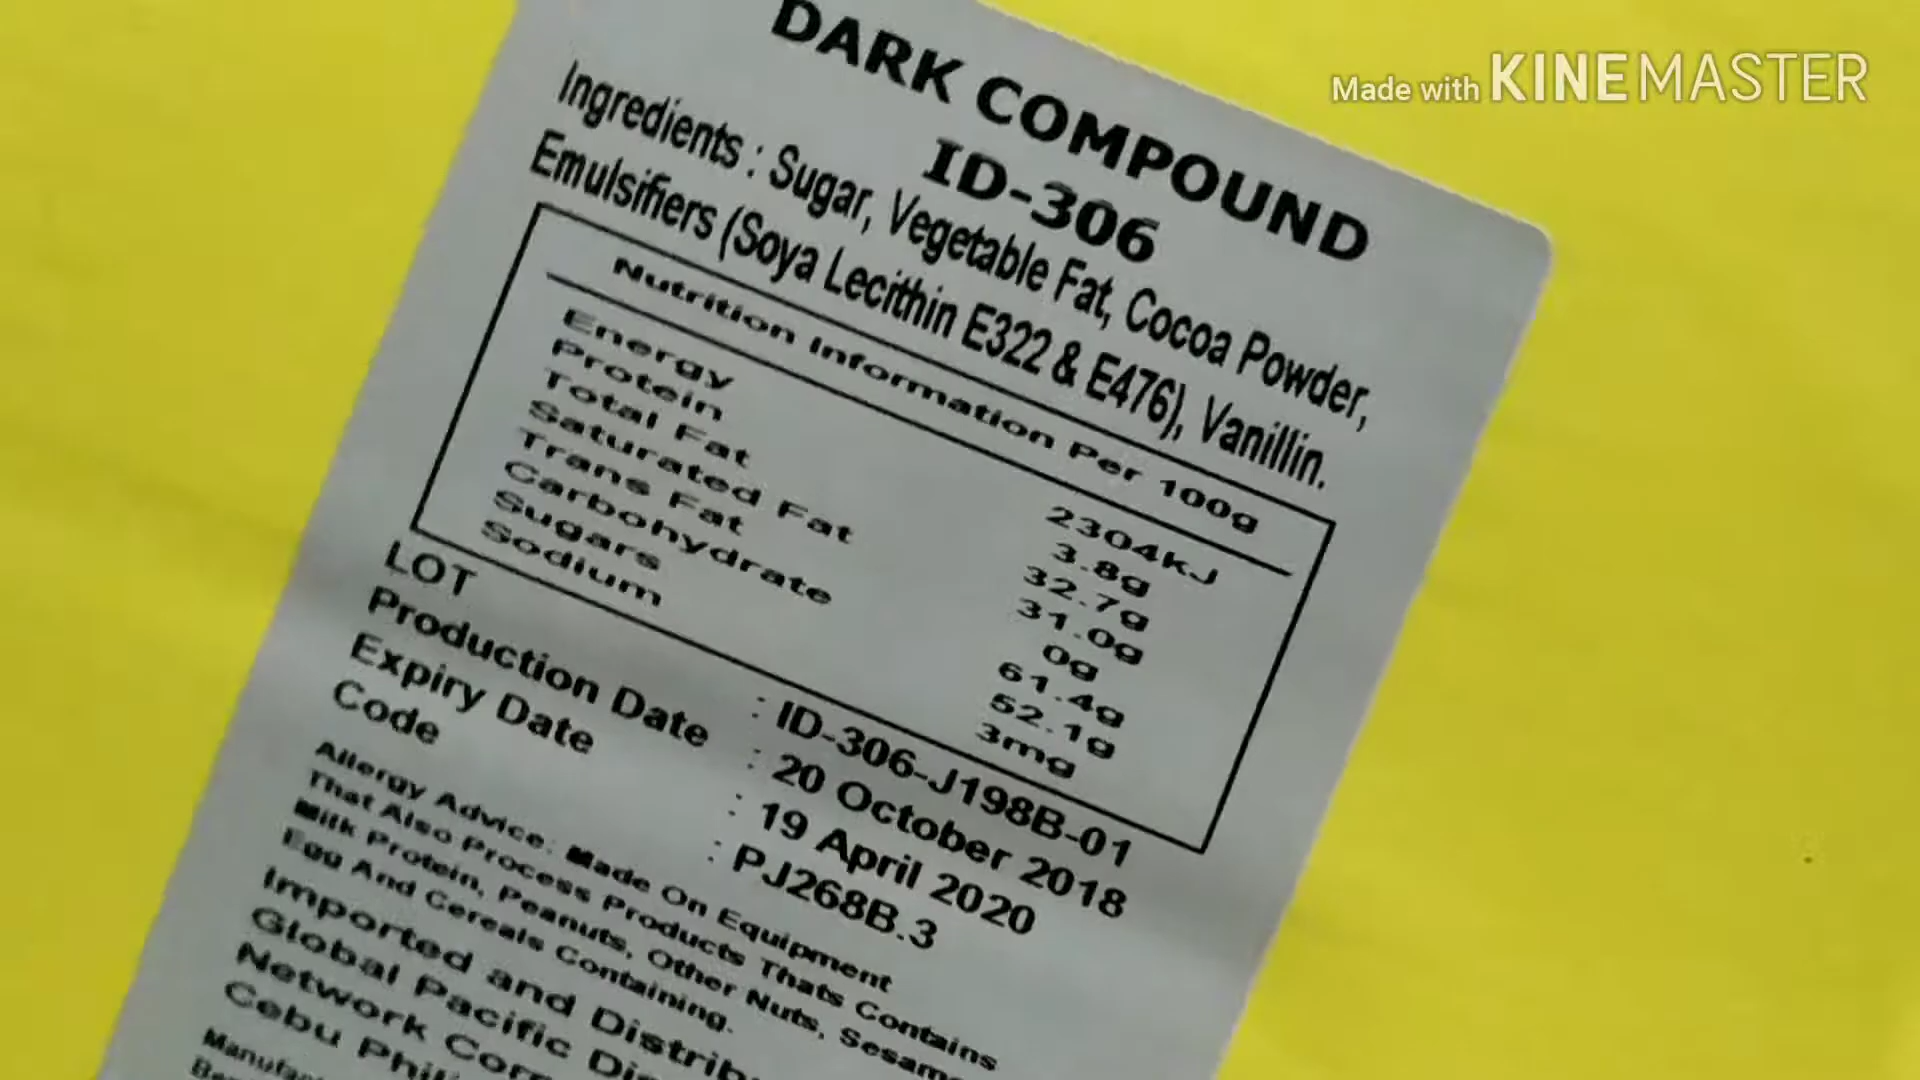 Made with KINEMASTER
DARK COMPOUND
ID-306
Ingredients : Sugar, Vegetable Fat, Cocoa Powder,
Emulsifiers (Soya Lecithin E322 & E476), Vanillin.
Nutrition Information Per 100g
Energy 2304kJ
Protein 3.8g
Total Fat 32.7g
Saturated Fat 31.0g
Trans Fat 0g
Carbohydrate 61.4g
Sugars 52.1g
Sodium 3mg
LOT : ID-306-J198B-01
Production Date : 20 October 2018
Expiry Date : 19 April 2020
Code : PJ268B.3
Allergy Advice: Made On Equipment
That Also Process Products Thats Contains
Milk Protein, Peanuts, Other Nuts, Sesame
Egg And Cereals Containing.
Imported and Distrib
Global Pacific Di
Network Cor
Cebu Phil
Manufa